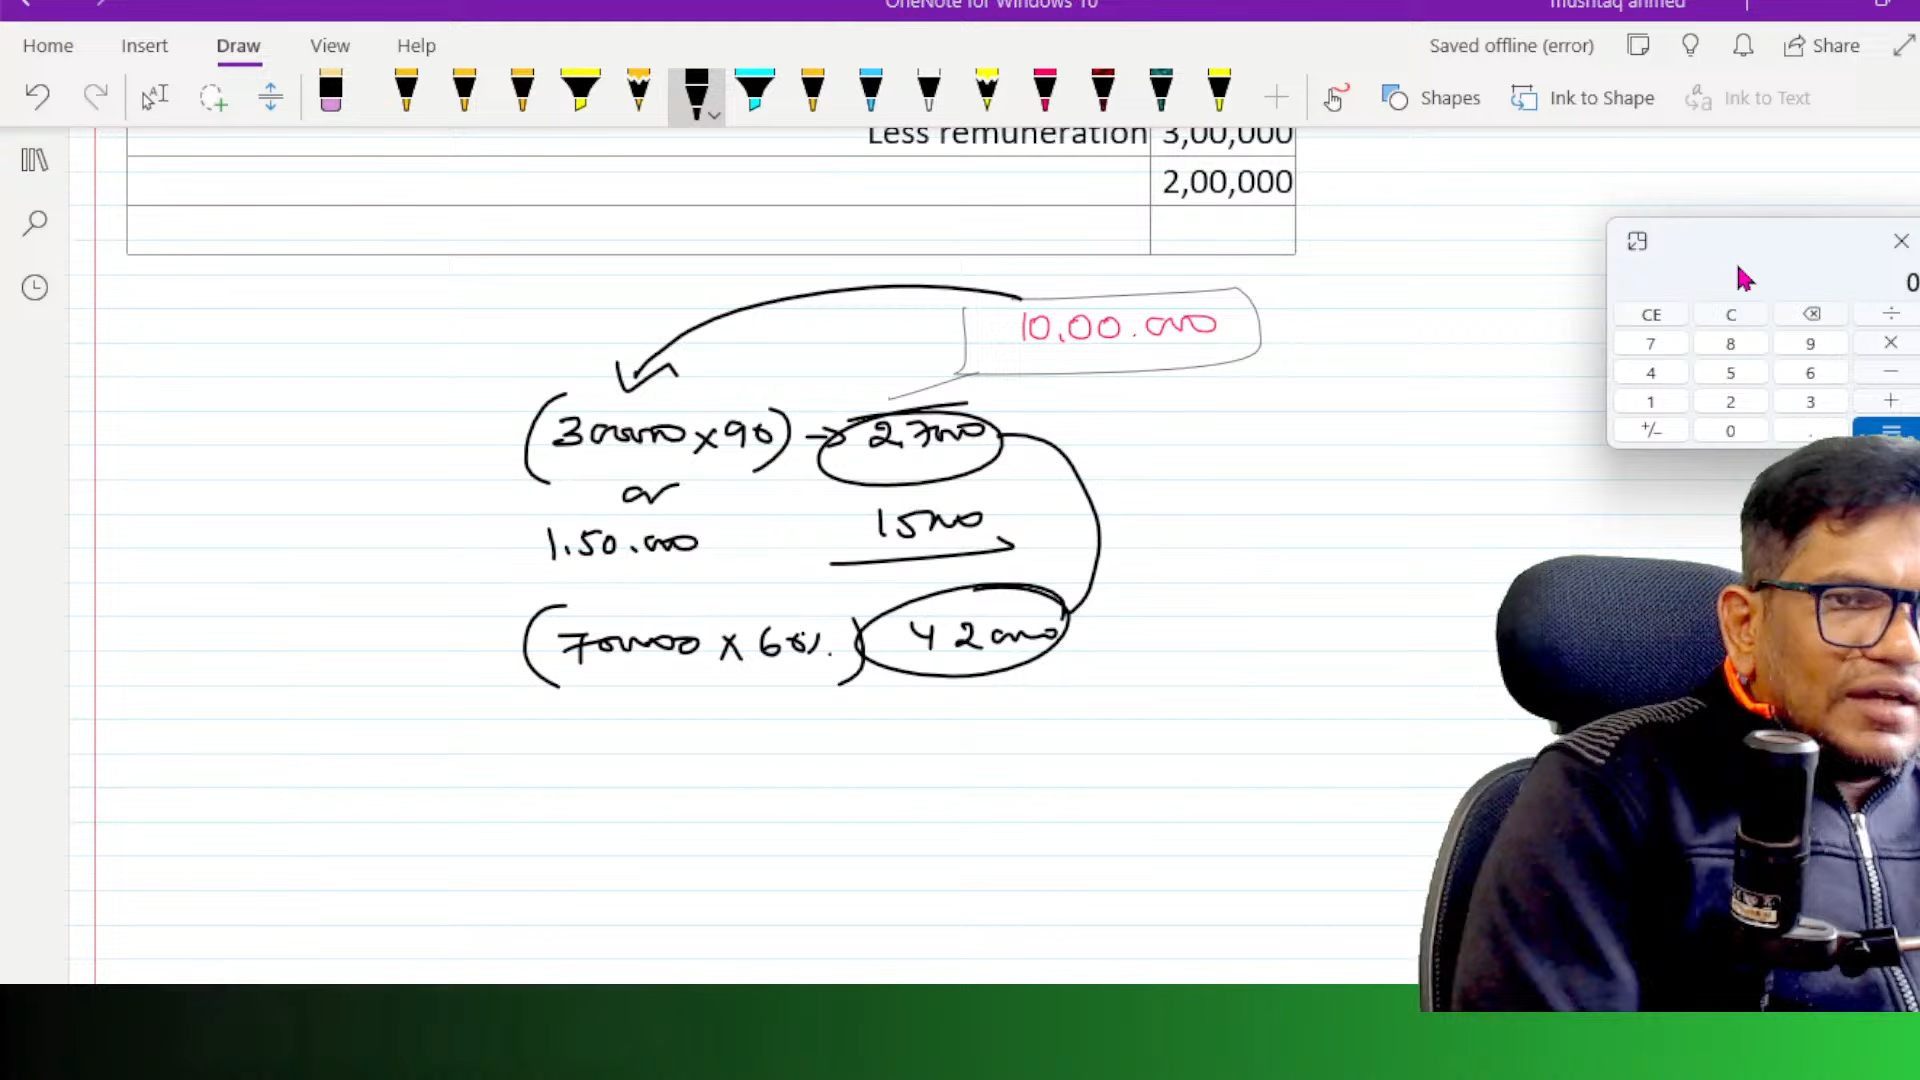 OneNote for Windows 10
mushtaq ahmed
Home Insert Draw View Help
Saved offline (error) Share
Shapes Ink to Shape Ink to Text
Less remuneration 3,00,000
2,00,000
10,00,000
(300000 x 90) → 27000
or
1,50,000 15000
(700000 x 60%.) 42000
0
CE C ÷
7 8 9 ×
4 5 6 −
1 2 3 +
+/− 0 . =